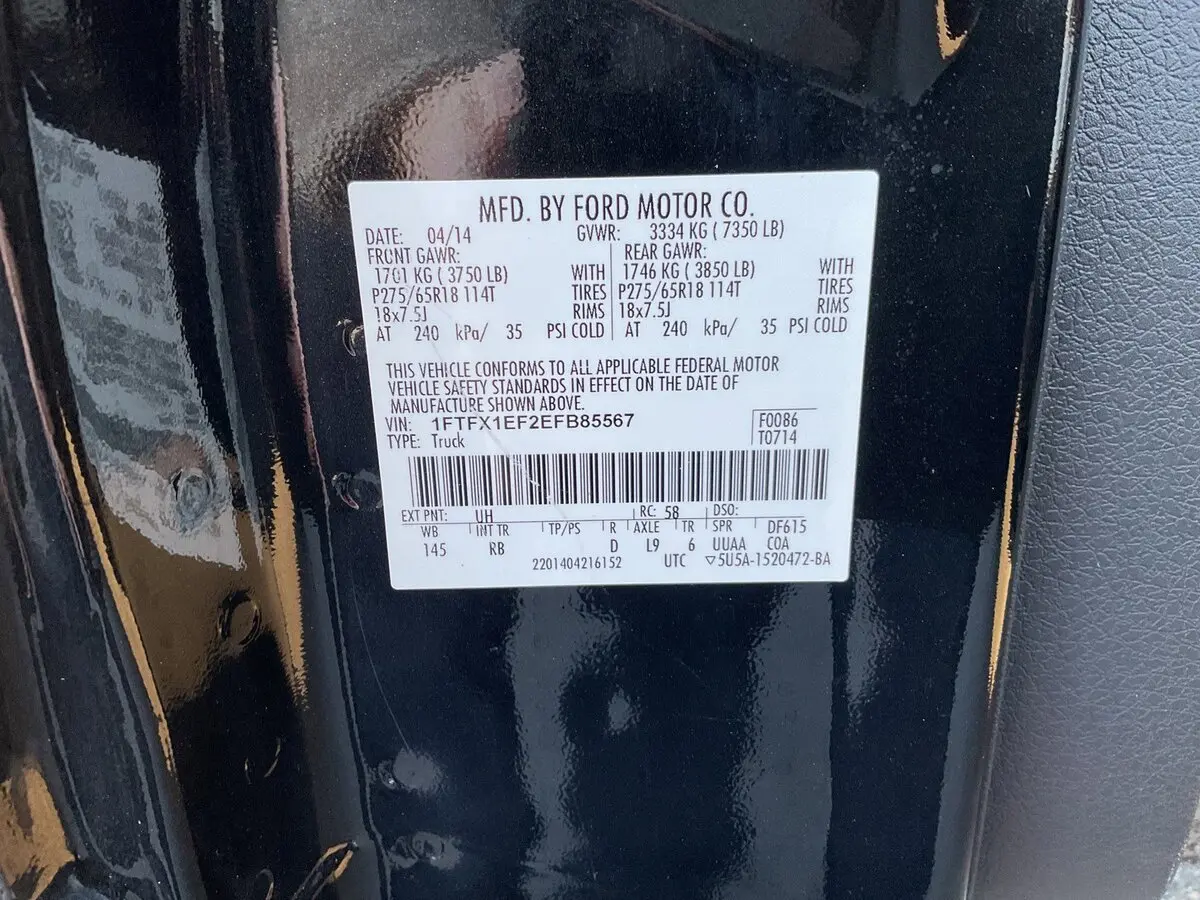 MFD. BY FORD MOTOR CO.
DATE: 04/14 GVWR: 3334 KG ( 7350 LB)
FRONT GAWR: REAR GAWR:
1701 KG ( 3750 LB) WITH 1746 KG ( 3850 LB) WITH
P275/65R18 114T TIRES P275/65R18 114T TIRES
18x7.5J RIMS 18x7.5J RIMS
AT 240 kPa/ 35 PSI COLD AT 240 kPa/ 35 PSI COLD
THIS VEHICLE CONFORMS TO ALL APPLICABLE FEDERAL MOTOR
VEHICLE SAFETY STANDARDS IN EFFECT ON THE DATE OF
MANUFACTURE SHOWN ABOVE.
VIN: 1FTFX1EF2EFB85567 F0086
TYPE: Truck T0714
EXT PNT: UH RC: 58 DSO:
WB INT TR TP/PS R AXLE TR SPR DF615
145 RB D L9 6 UUAA COA
2201404216152 UTC ▽5U5A-1520472-BA